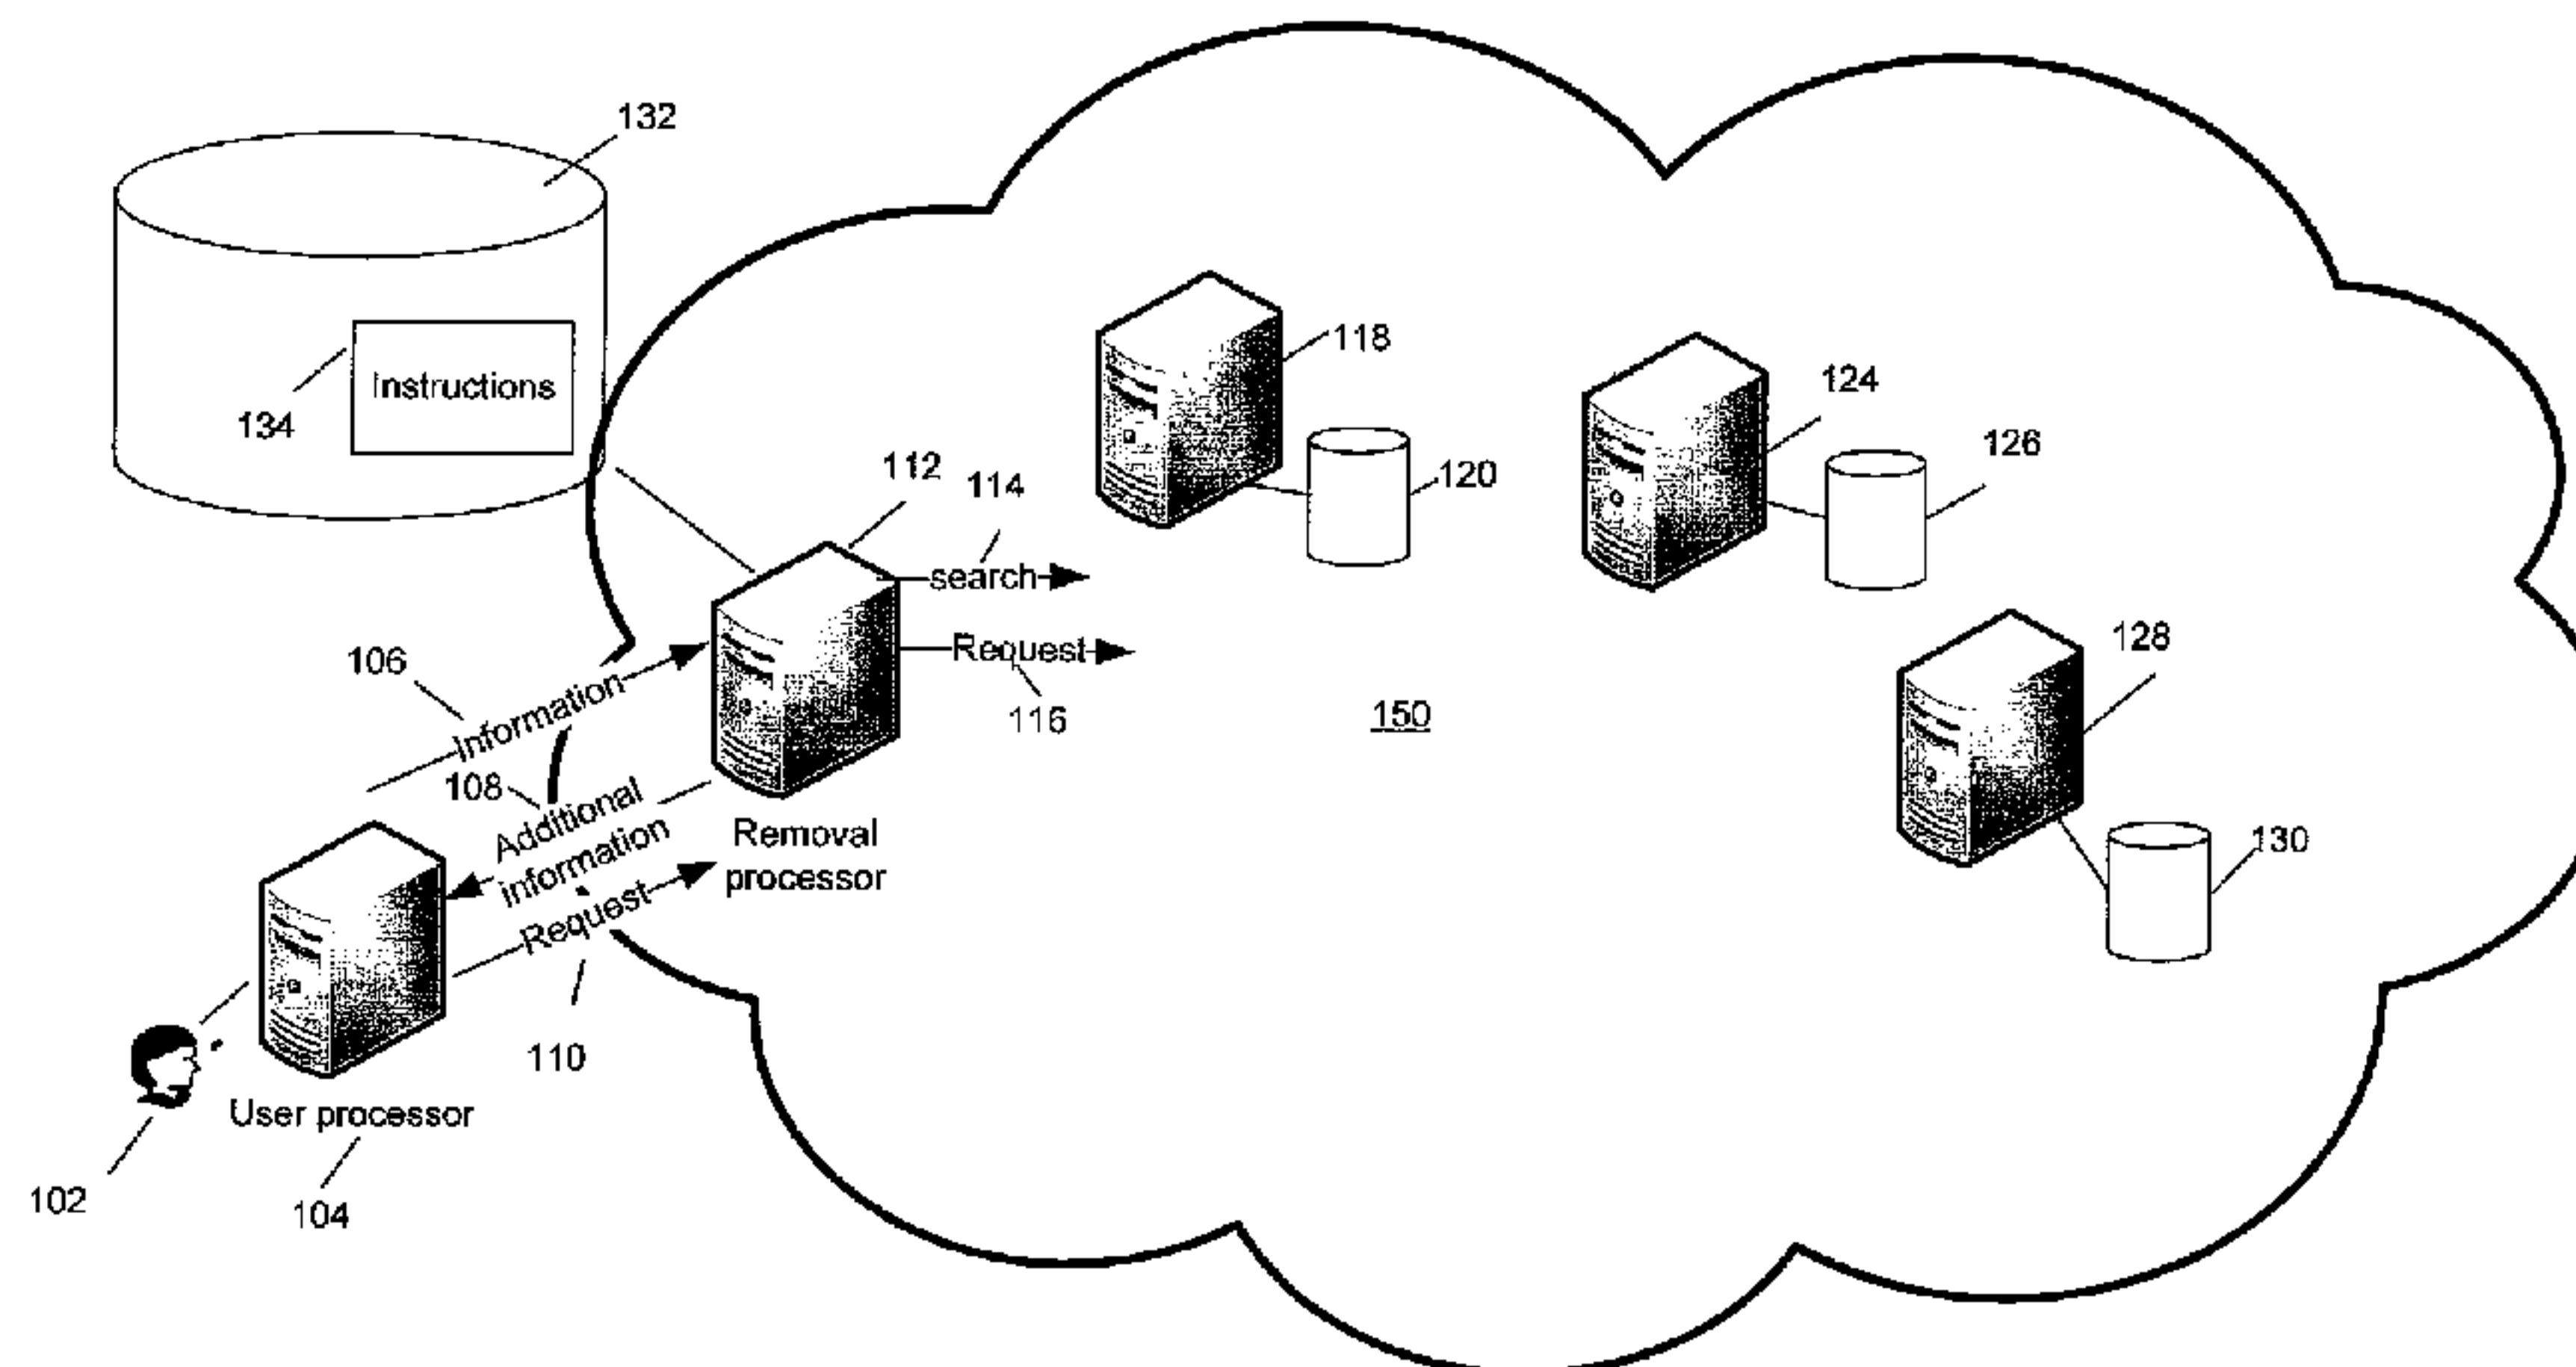 132
Instructions
134
118
124
126
120
112
114
search
Request
116
106
Information
108
Additional
information
Request
110
Removal
processor
150
128
130
User processor
102
104